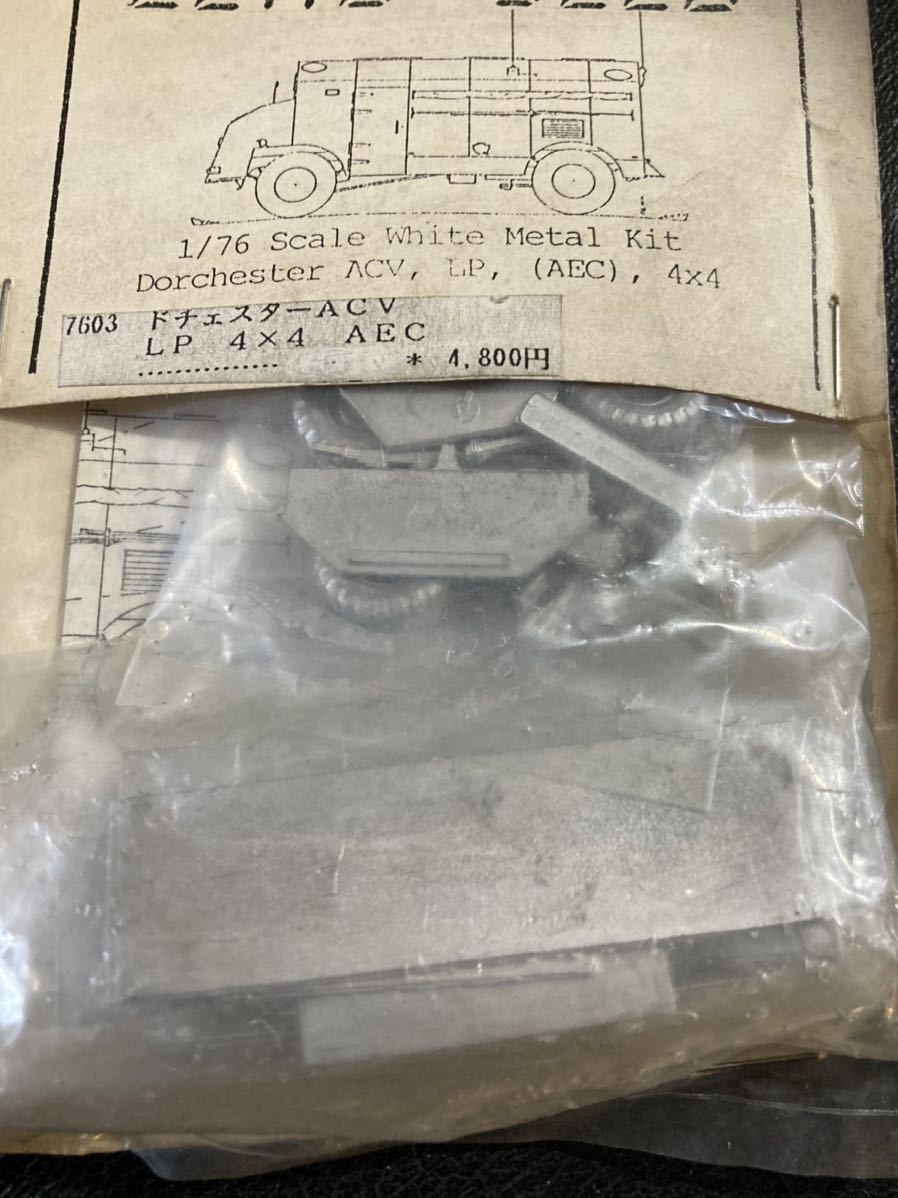 1/76 Scale White Metal Kit
Dorchester ACV, LP, (AEC), 4x4
7603 ドチェスターACV
LP 4×4 AEC
* 4,800円